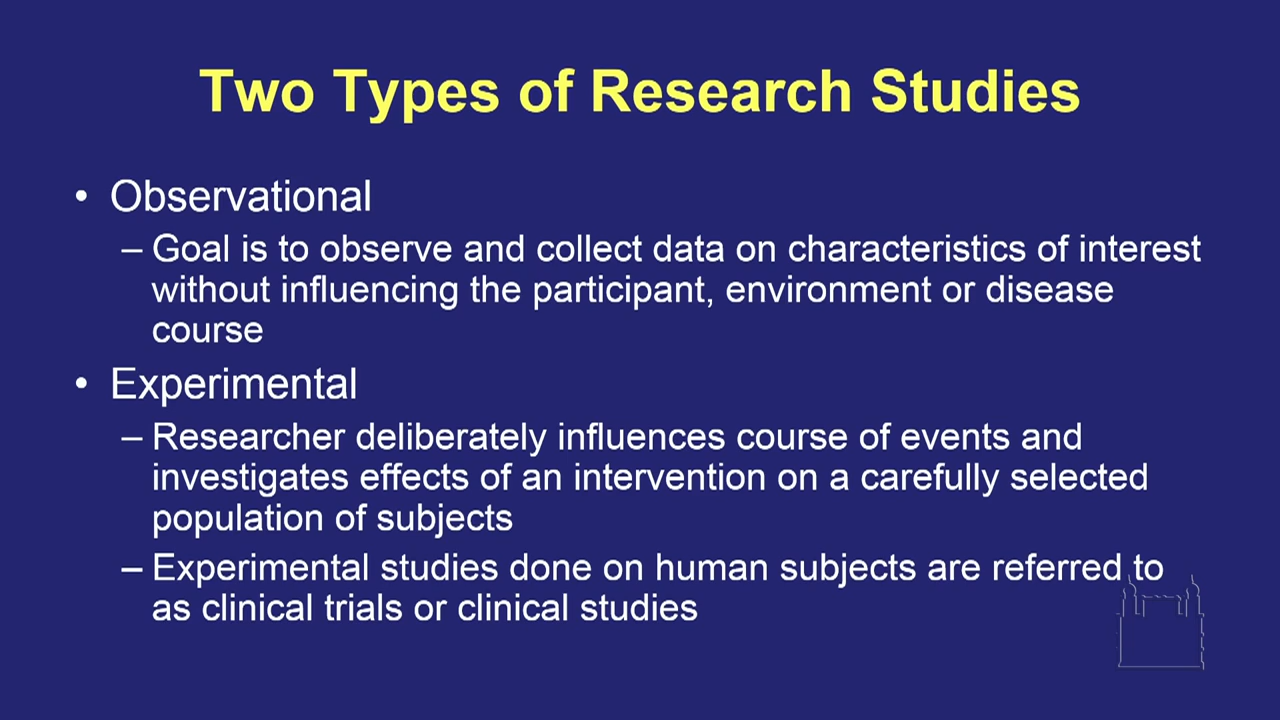 Two Types of Research Studies
• Observational
– Goal is to observe and collect data on characteristics of interest
without influencing the participant, environment or disease
course
• Experimental
– Researcher deliberately influences course of events and
investigates effects of an intervention on a carefully selected
population of subjects
– Experimental studies done on human subjects are referred to
as clinical trials or clinical studies